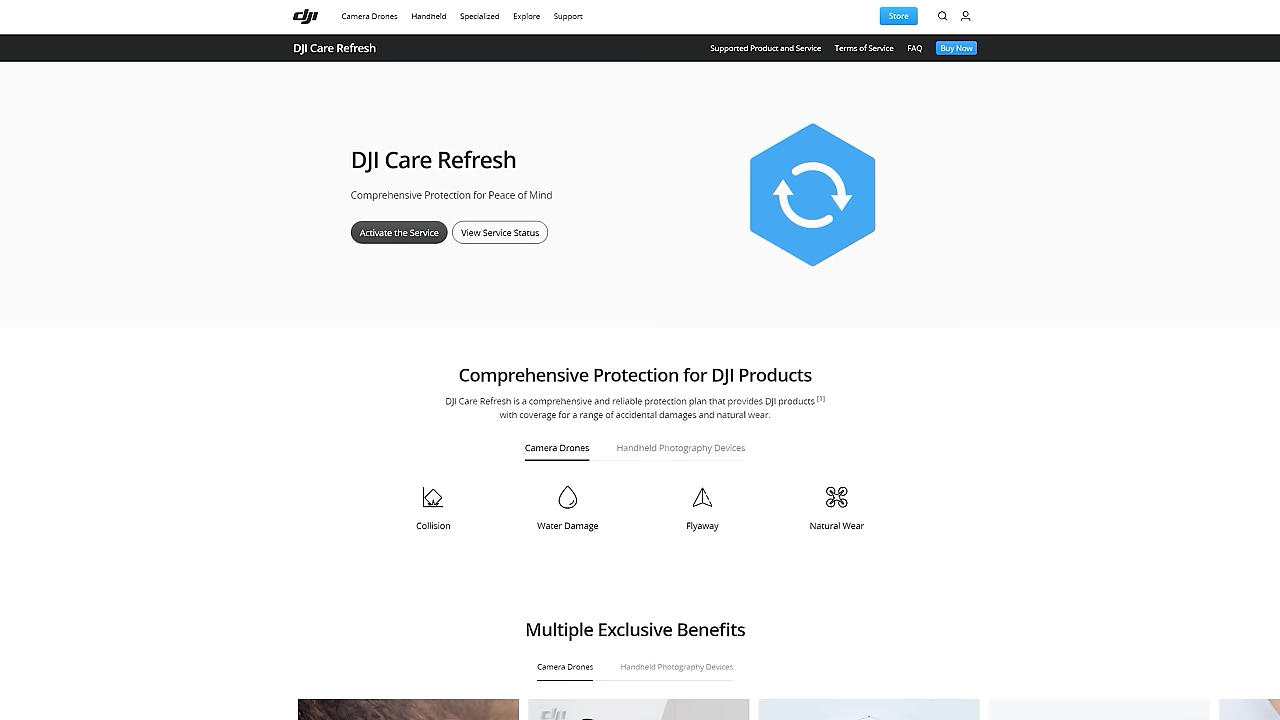 dji
Camera Drones
Handheld
Specialized
Explore
Support
Store
DJI Care Refresh
Supported Product and Service
Terms of Service
FAQ
Buy Now
DJI Care Refresh
Comprehensive Protection for Peace of Mind
Activate the Service
View Service Status
Comprehensive Protection for DJI Products
DJI Care Refresh is a comprehensive and reliable protection plan that provides DJI products [1]
with coverage for a range of accidental damages and natural wear.
Camera Drones
Handheld Photography Devices
Collision
Water Damage
Flyaway
Natural Wear
Multiple Exclusive Benefits
Camera Drones
Handheld Photography Devices
dji